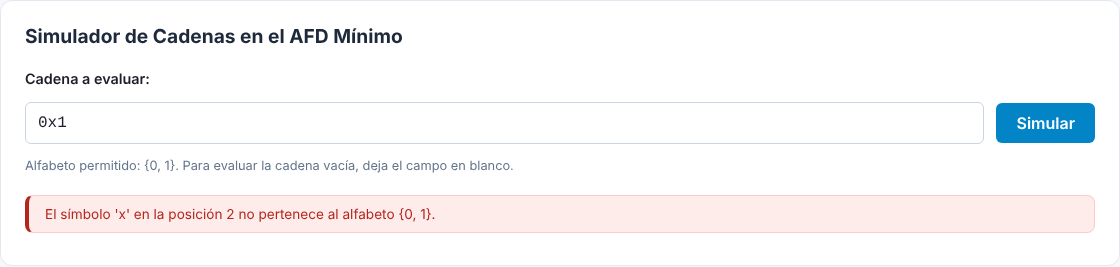 Simulador de Cadenas en el AFD Mínimo
Cadena a evaluar:
0x1
Simular
Alfabeto permitido: {0, 1}. Para evaluar la cadena vacía, deja el campo en blanco.
El símbolo 'x' en la posición 2 no pertenece al alfabeto {0, 1}.